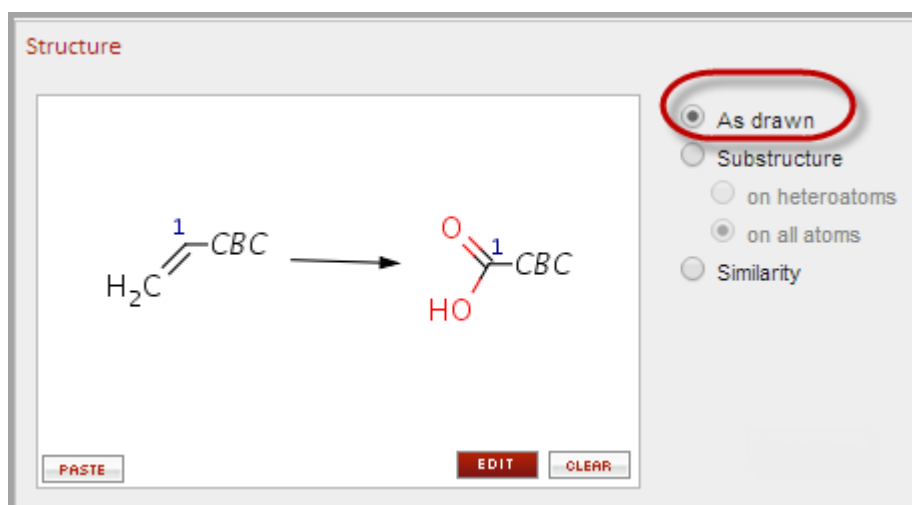 Structure
As drawn
Substructure
on heteroatoms
on all atoms
Similarity
1
CBC
H2C
O
1
CBC
HO
PASTE
EDIT
CLEAR